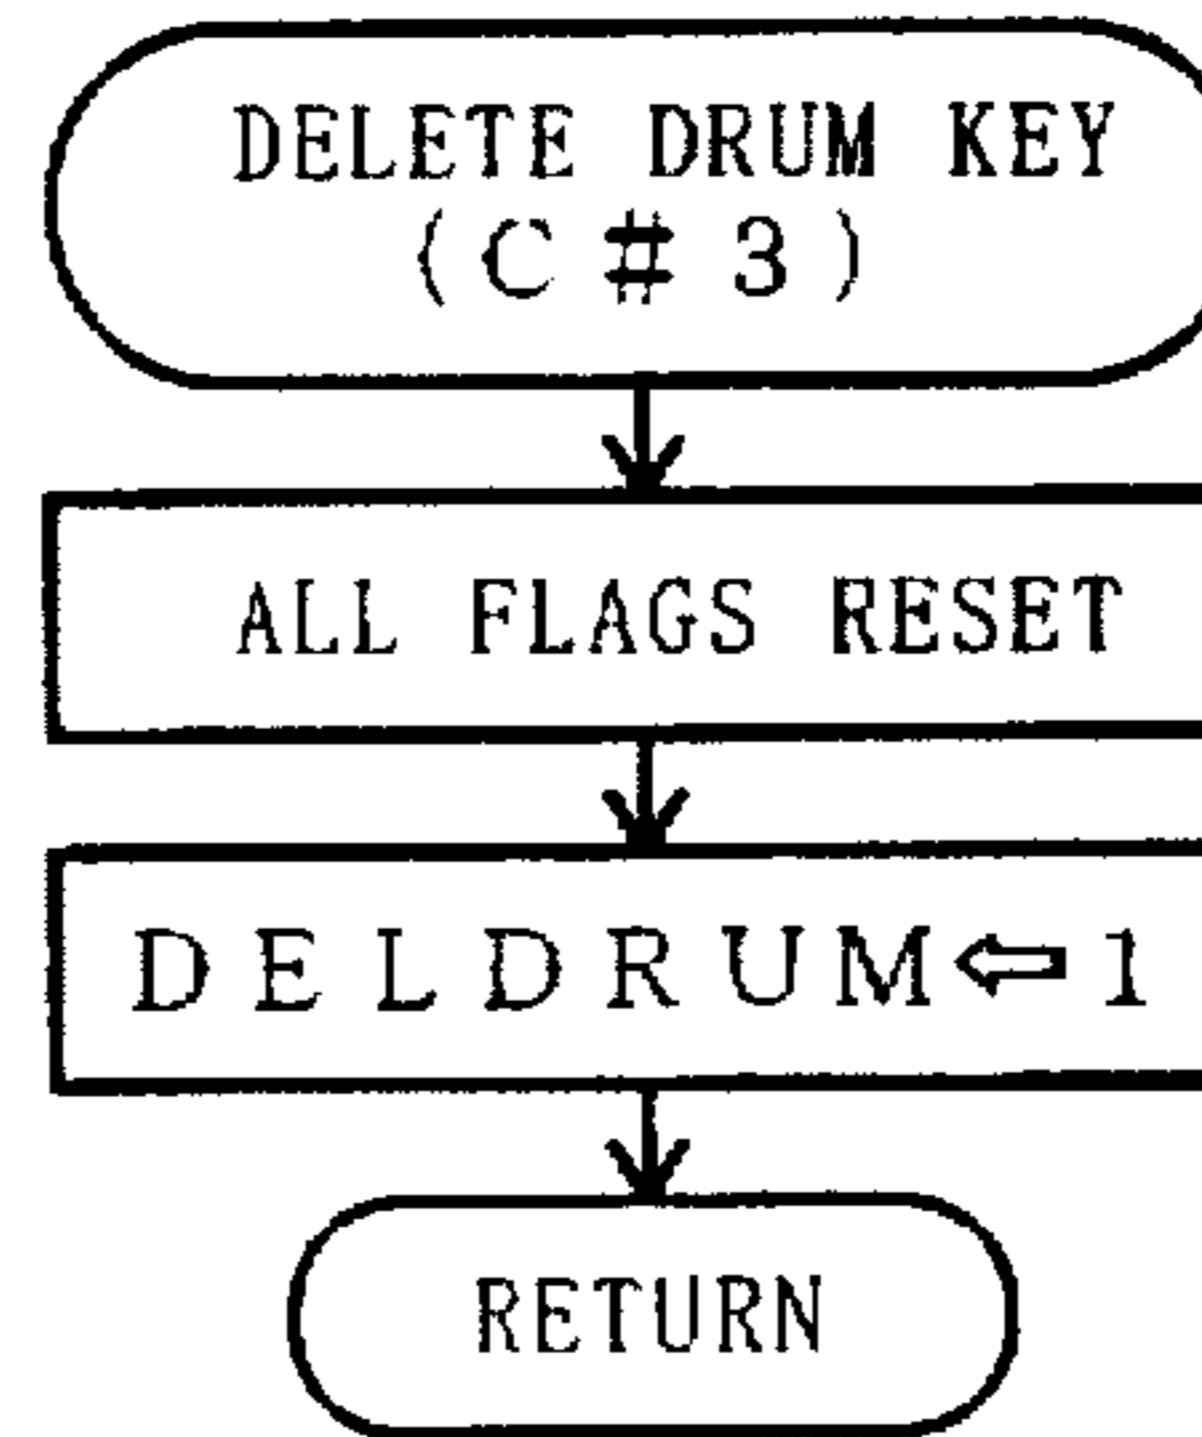 DELETE DRUM KEY
(C#3)
ALL FLAGS RESET
DELDRUM⇦1
RETURN